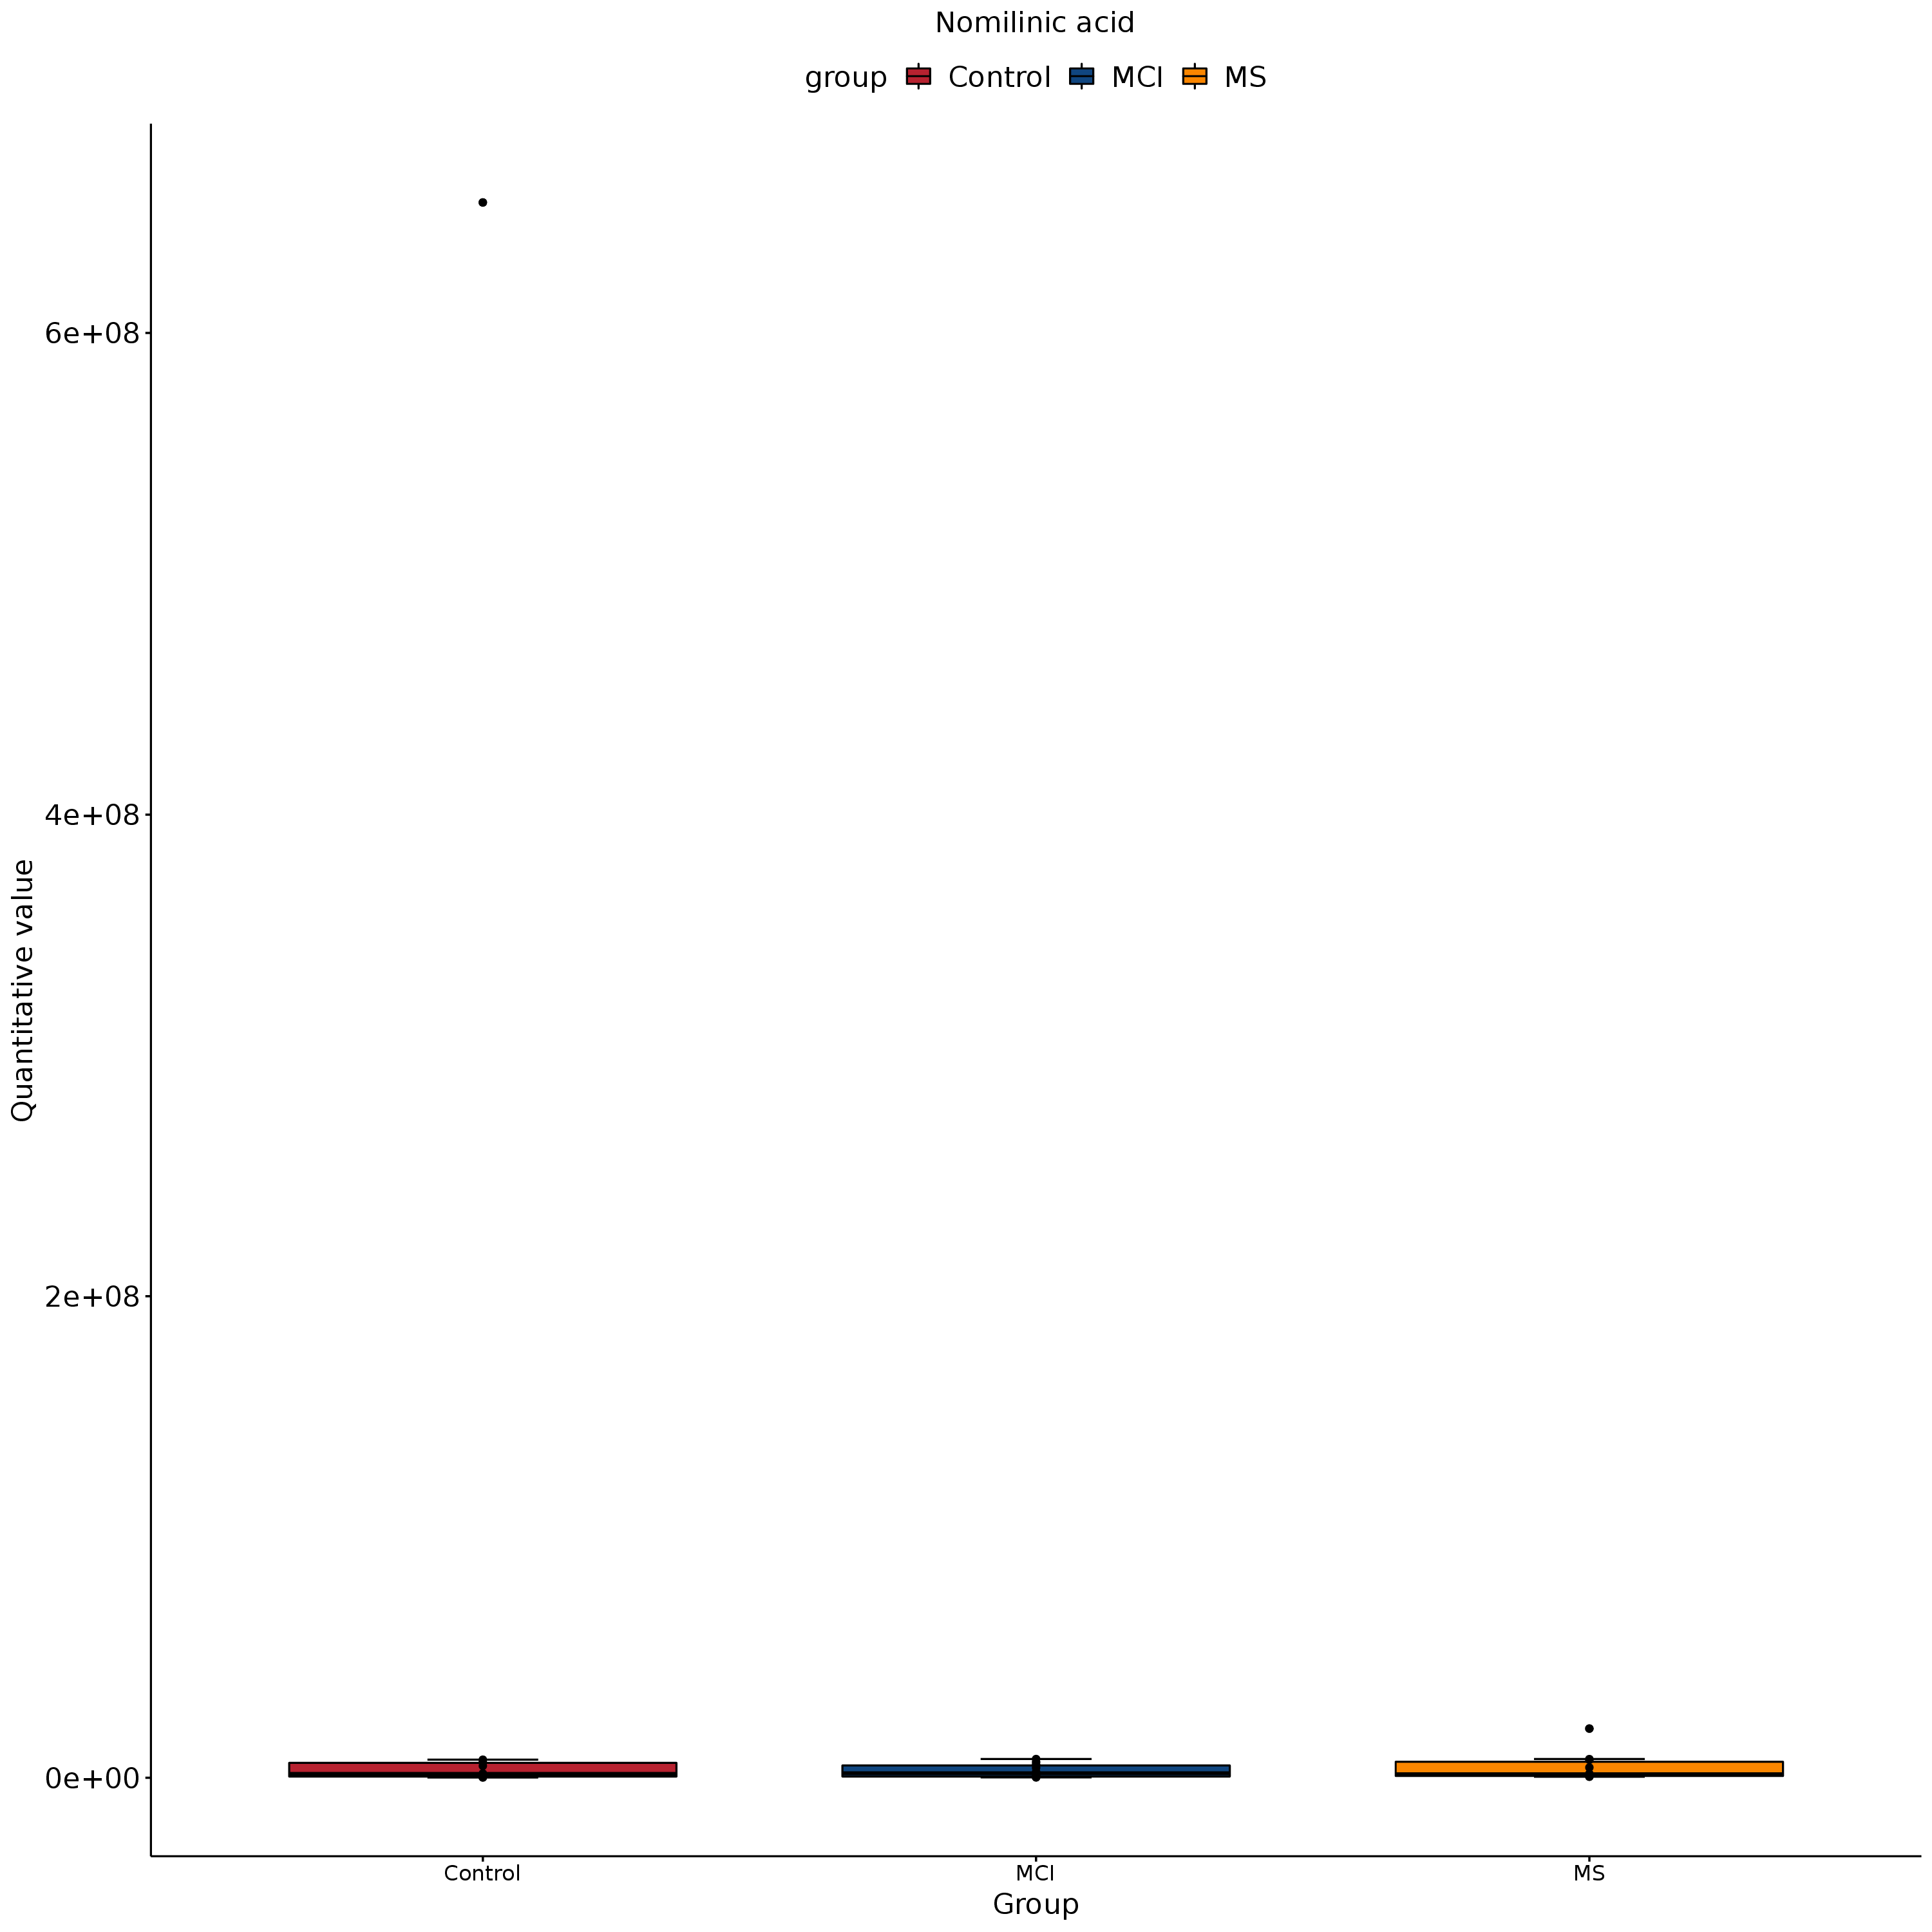 Nomilinic acid
group Control MCI MS
Quantitative value
6e+08
4e+08
2e+08
0e+00
Control MCI MS
Group